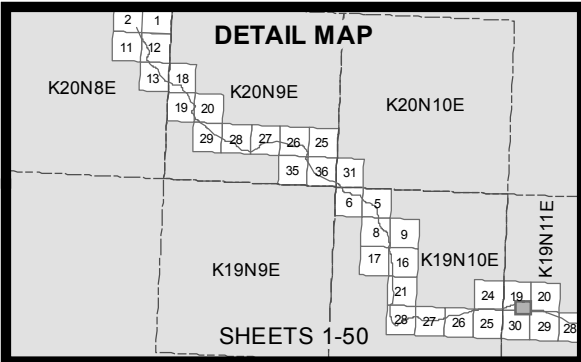 2 1
DETAIL MAP
11 12
K20N8E
13 18
K20N9E
K20N10E
19 20
29 28 27 26 25
35 36 31
6 5
8 9
K19N11E
K19N9E
17 16
K19N10E
21
24 19 20
28 27 26 25 30 29 28
SHEETS 1-50